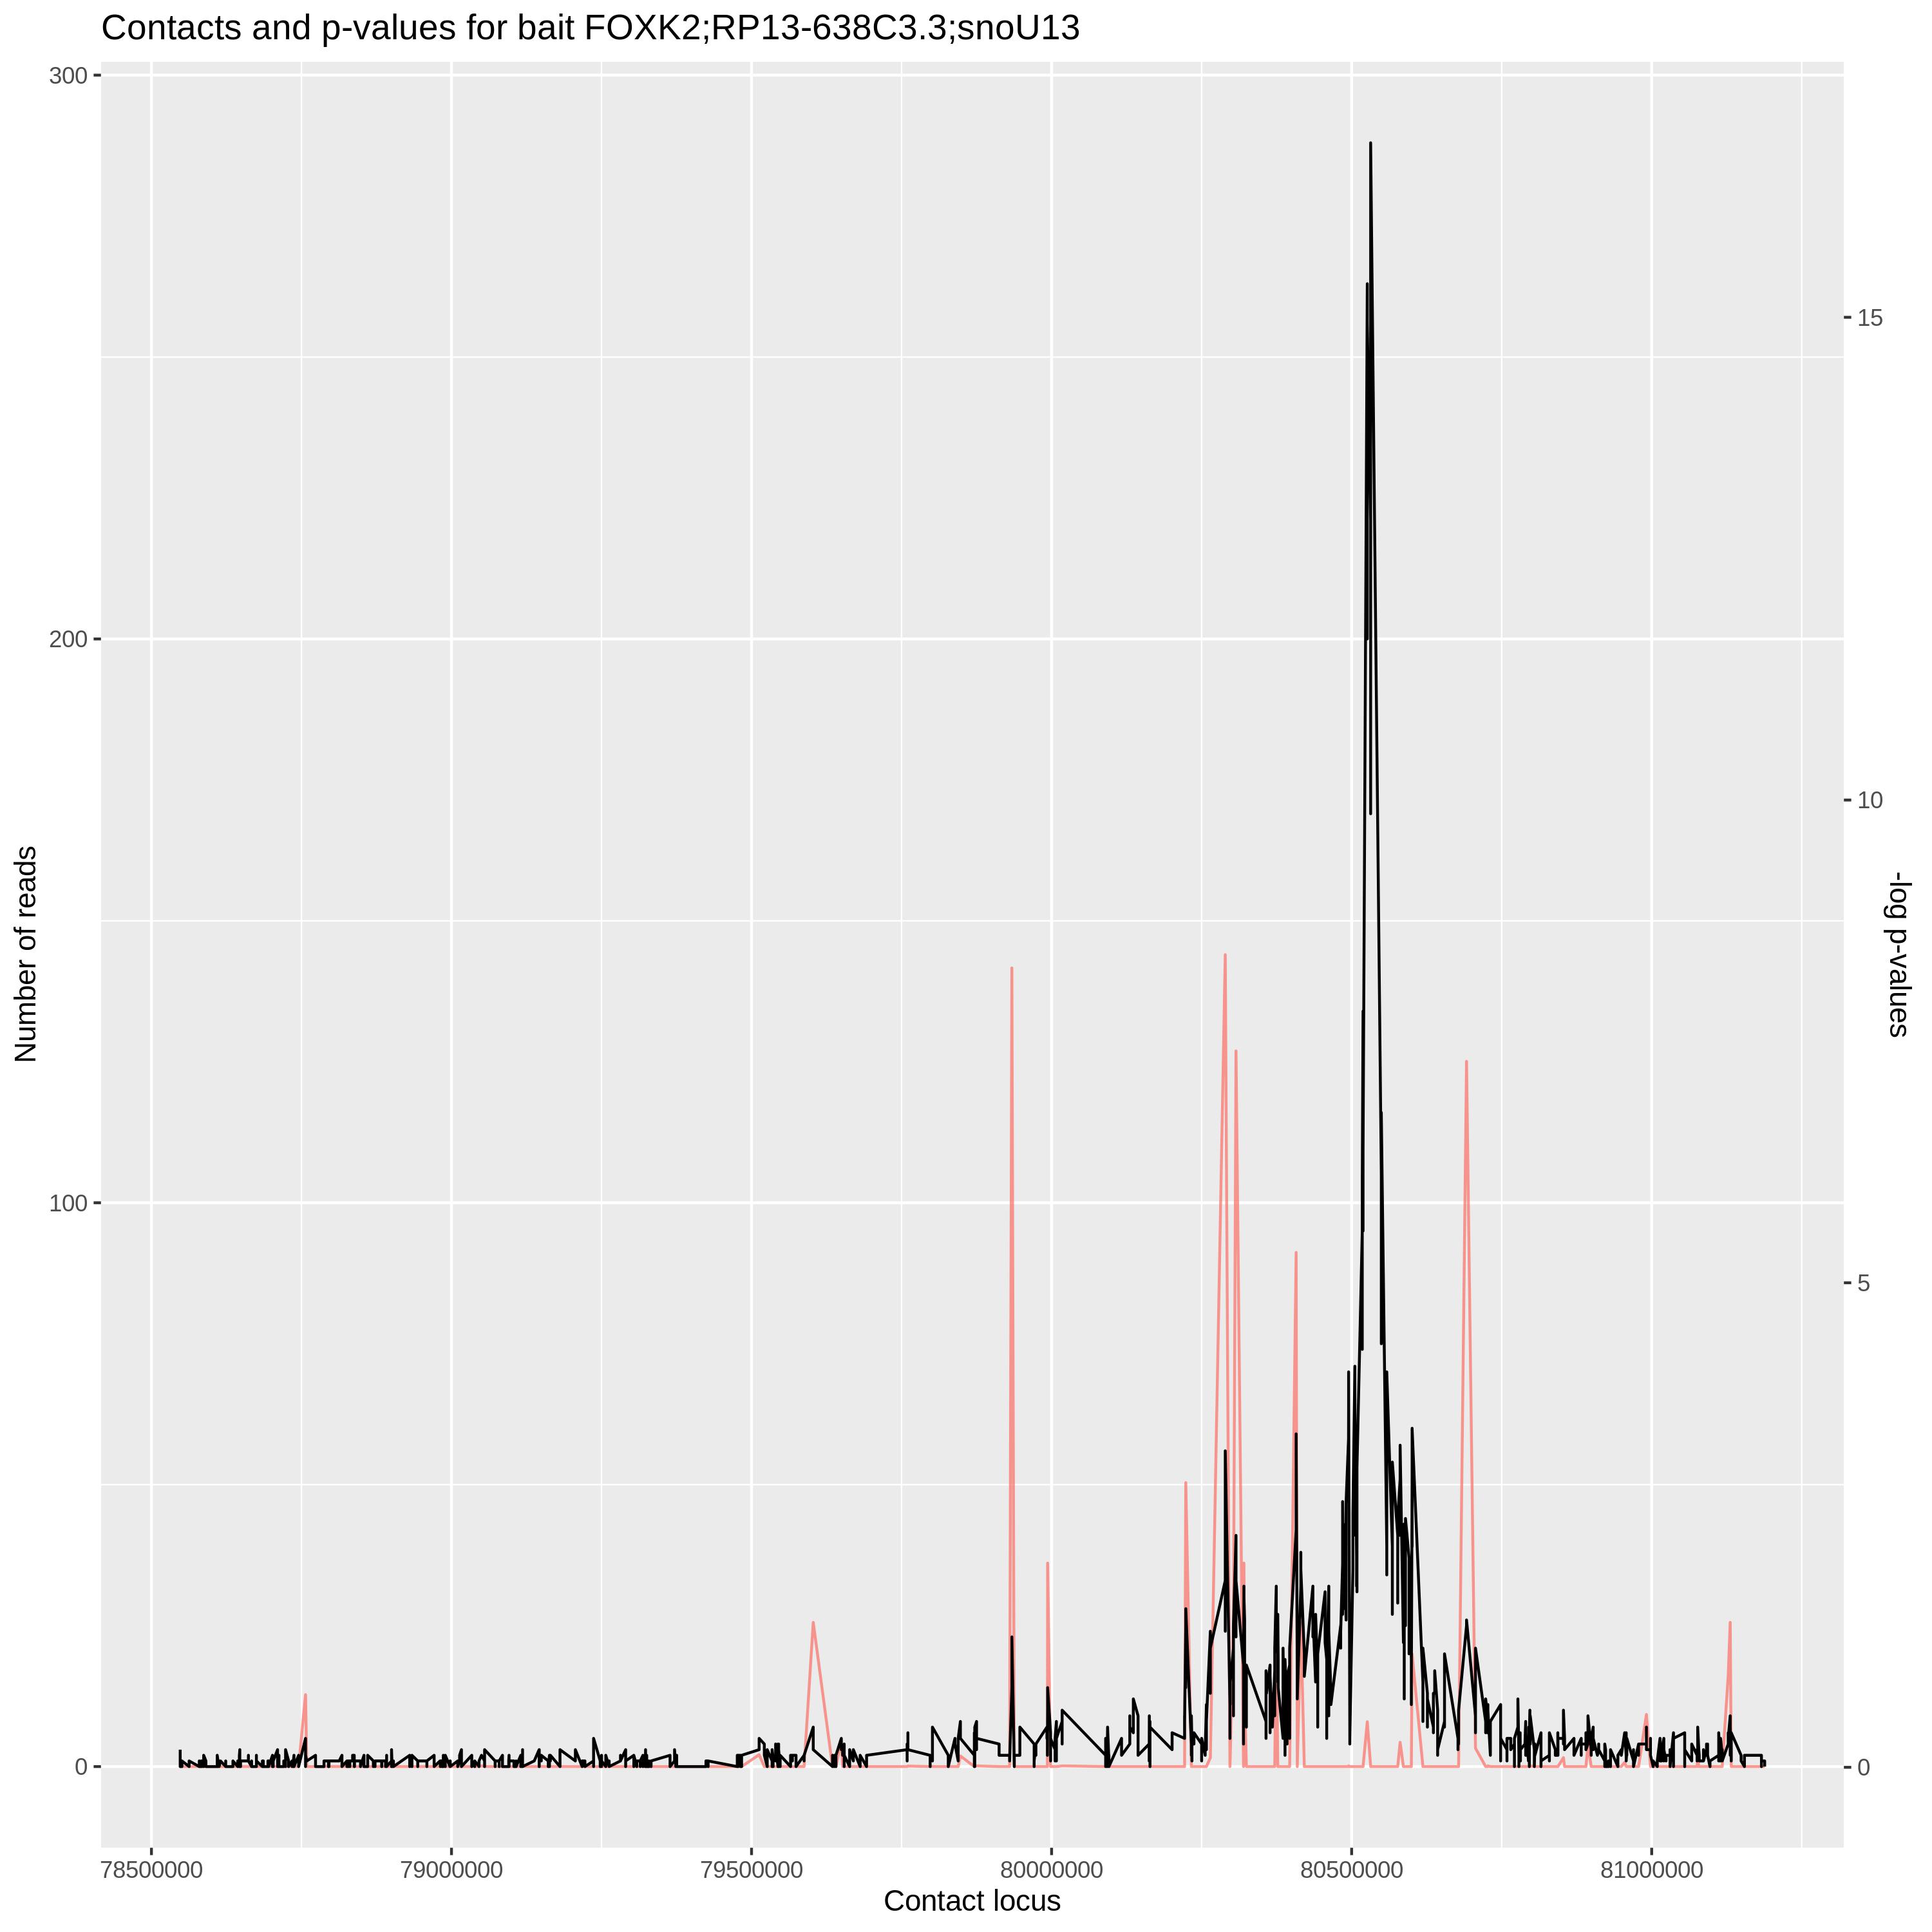 Contacts and p-values for bait FOXK2;RP13-638C3.3;snoU13
300
200
100
0
Number of reads
15
10
5
0
-log p-values
78500000 79000000 79500000 80000000 80500000 81000000
Contact locus